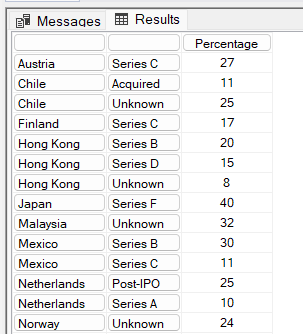 Messages Results
Percentage
Austria Series C 27
Chile Acquired 11
Chile Unknown 25
Finland Series C 17
Hong Kong Series B 20
Hong Kong Series D 15
Hong Kong Unknown 8
Japan Series F 40
Malaysia Unknown 32
Mexico Series B 30
Mexico Series C 11
Netherlands Post-IPO 25
Netherlands Series A 10
Norway Unknown 24